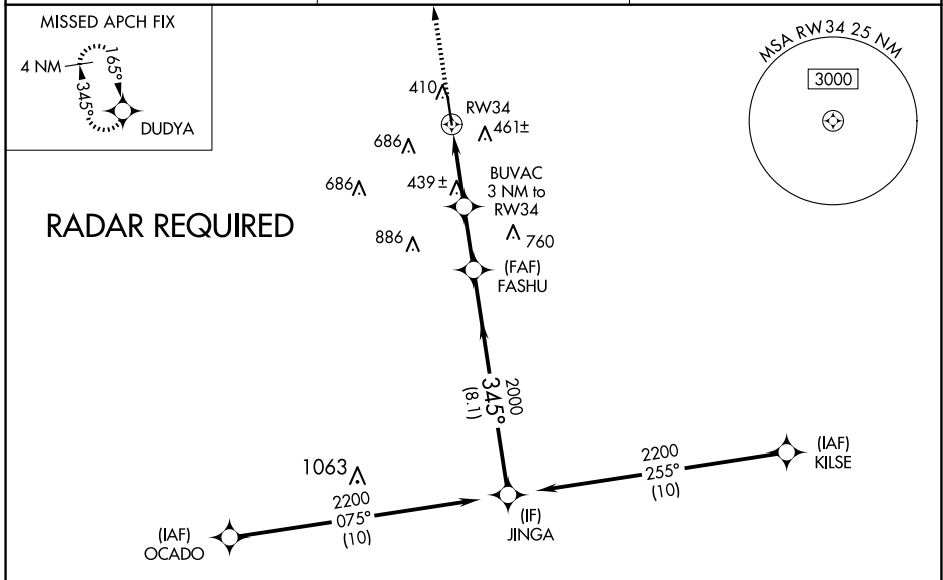 MISSED APCH FIX
4 NM
165°
345°
DUDYA
MSA RW34 25 NM
3000
410
RW34
461±
686
BUVAC
3 NM to
RW34
686
439±
RADAR REQUIRED
886
760
(FAF)
FASHU
2000
345°
(8.1)
(IAF)
KILSE
2200
255°
(10)
1063
2200
075°
(10)
(IF)
JINGA
(IAF)
OCADO